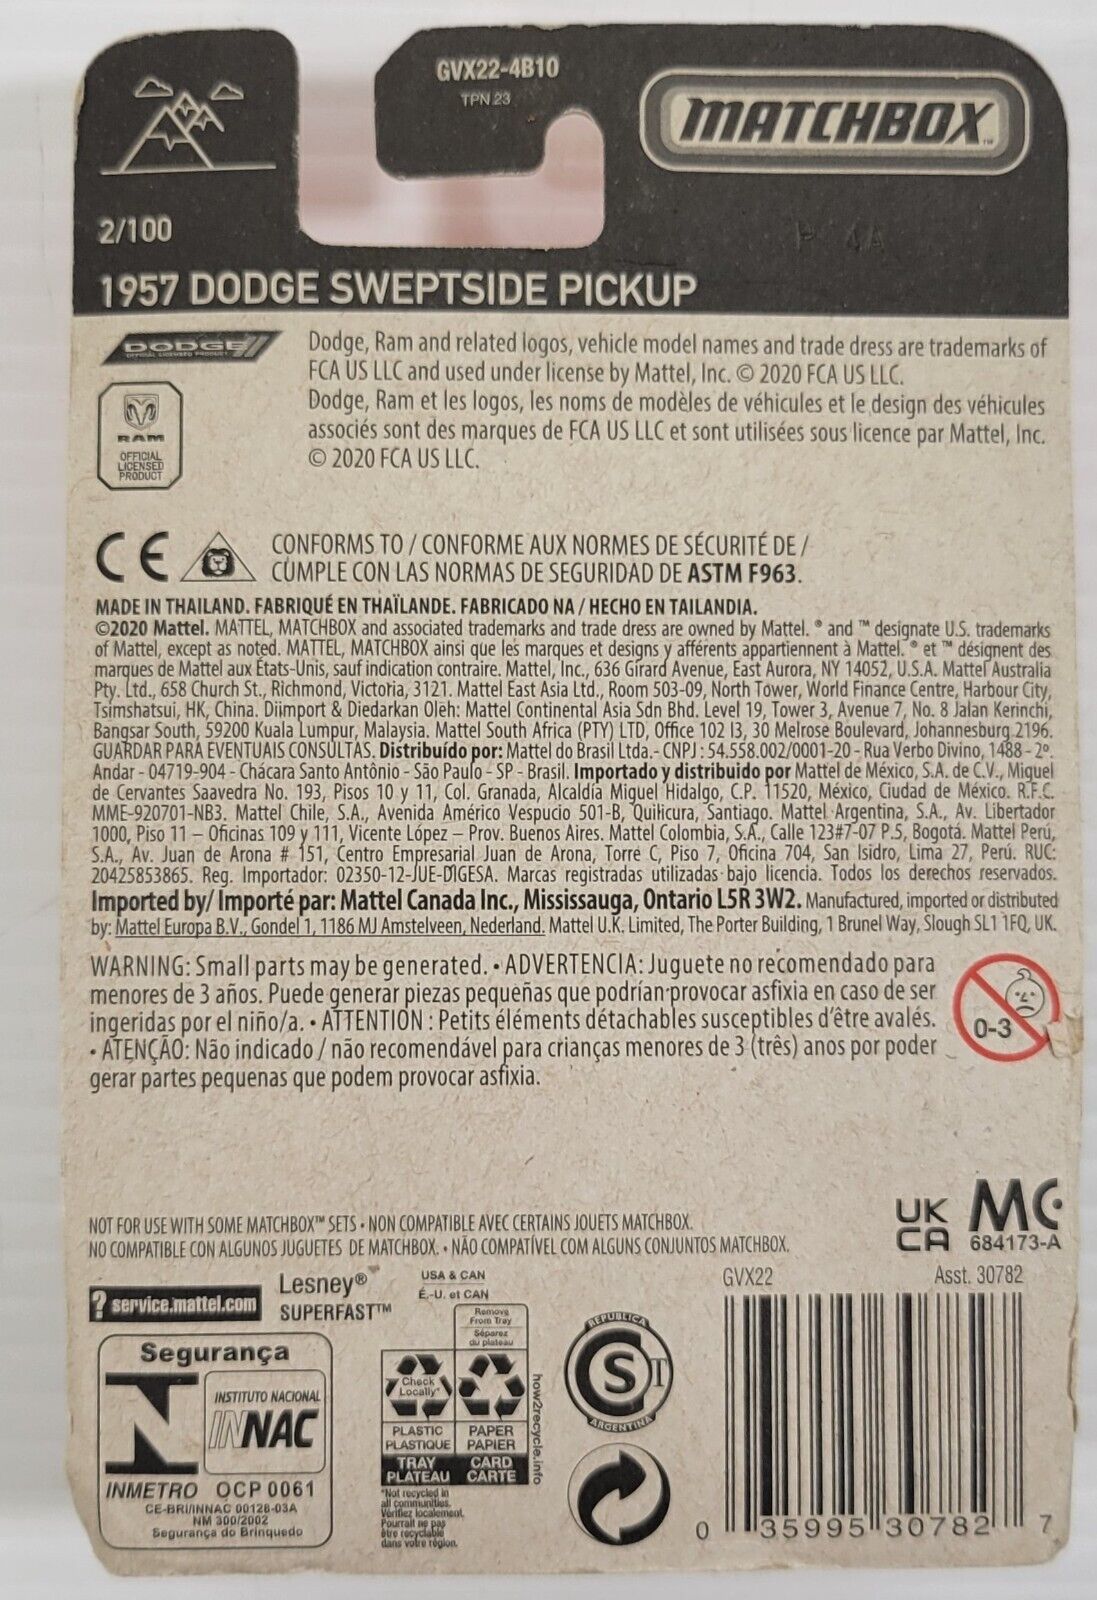 GVX22-4B10
TPN 23
MATCHBOX™
2/100
1957 DODGE SWEPTSIDE PICKUP
DODGE
OFFICIAL LICENSED PRODUCT
RAM
OFFICIAL
LICENSED
PRODUCT
Dodge, Ram and related logos, vehicle model names and trade dress are trademarks of
FCA US LLC and used under license by Mattel, Inc. © 2020 FCA US LLC.
Dodge, Ram et les logos, les noms de modèles de véhicules et le design des véhicules
associés sont des marques de FCA US LLC et sont utilisées sous licence par Mattel, Inc.
© 2020 FCA US LLC.
CE
CONFORMS TO / CONFORME AUX NORMES DE SÉCURITÉ DE /
CUMPLE CON LAS NORMAS DE SEGURIDAD DE ASTM F963.
MADE IN THAILAND. FABRIQUÉ EN THAÏLANDE. FABRICADO NA / HECHO EN TAILANDIA.
©2020 Mattel. MATTEL, MATCHBOX and associated trademarks and trade dress are owned by Mattel. ® and ™ designate U.S. trademarks
of Mattel, except as noted. MATTEL, MATCHBOX ainsi que les marques et designs y afférents appartiennent à Mattel. ® et ™ désignent des
marques de Mattel aux États-Unis, sauf indication contraire. Mattel, Inc., 636 Girard Avenue, East Aurora, NY 14052, U.S.A. Mattel Australia
Pty. Ltd., 658 Church St., Richmond, Victoria, 3121. Mattel East Asia Ltd., Room 503-09, North Tower, World Finance Centre, Harbour City,
Tsimshatsui, HK, China. Diimport & Diedarkan Oleh: Mattel Continental Asia Sdn Bhd. Level 19, Tower 3, Avenue 7, No. 8 Jalan Kerinchi,
Bangsar South, 59200 Kuala Lumpur, Malaysia. Mattel South Africa (PTY) LTD, Office 102 I3, 30 Melrose Boulevard, Johannesburg 2196.
GUARDAR PARA EVENTUAIS CONSULTAS. Distribuído por: Mattel do Brasil Ltda.- CNPJ : 54.558.002/0001-20 - Rua Verbo Divino, 1488 - 2º.
Andar - 04719-904 - Chácara Santo Antônio - São Paulo - SP - Brasil. Importado y distribuido por Mattel de México, S.A. de C.V., Miguel
de Cervantes Saavedra No. 193, Pisos 10 y 11, Col. Granada, Alcaldía Miguel Hidalgo, C.P. 11520, México, Ciudad de México. R.F.C.
MME-920701-NB3. Mattel Chile, S.A., Avenida Américo Vespucio 501-B, Quilicura, Santiago. Mattel Argentina, S.A., Av. Libertador
1000, Piso 11 – Oficinas 109 y 111, Vicente López – Prov. Buenos Aires. Mattel Colombia, S.A., Calle 123#7-07 P.5, Bogotá. Mattel Perú,
S.A., Av. Juan de Arona # 151, Centro Empresarial Juan de Arona, Torre C, Piso 7, Oficina 704, San Isidro, Lima 27, Perú. RUC:
20425853865. Reg. Importador: 02350-12-JUE-DIGESA. Marcas registradas utilizadas bajo licencia. Todos los derechos reservados.
Imported by/ Importé par: Mattel Canada Inc., Mississauga, Ontario L5R 3W2. Manufactured, imported or distributed
by: Mattel Europa B.V., Gondel 1, 1186 MJ Amstelveen, Nederland. Mattel U.K. Limited, The Porter Building, 1 Brunel Way, Slough SL1 1FQ, UK.
WARNING: Small parts may be generated. • ADVERTENCIA: Juguete no recomendado para
menores de 3 años. Puede generar piezas pequeñas que podrían provocar asfixia en caso de ser
ingeridas por el niño/a. • ATTENTION : Petits éléments détachables susceptibles d'être avalés.
• ATENÇÃO: Não indicado / não recomendável para crianças menores de 3 (três) anos por poder
gerar partes pequenas que podem provocar asfixia.
0-3
NOT FOR USE WITH SOME MATCHBOX™ SETS • NON COMPATIBLE AVEC CERTAINS JOUETS MATCHBOX.
NO COMPATIBLE CON ALGUNOS JUGUETES DE MATCHBOX. • NÃO COMPATÍVEL COM ALGUNS CONJUNTOS MATCHBOX.
UK
CA
MC
684173-A
? service.mattel.com
Lesney®
SUPERFAST™
USA & CAN
É.-U. et CAN
Remove
From Tray
Séparez
du plateau
Check
Locally*
PLASTIC
PLASTIQUE
PAPER
PAPIER
TRAY
PLATEAU
CARD
CARTE
how2recycle.info
*Not recycled in
all communities.
Vérifiez localement.
Pourrait ne pas
être recyclable
dans votre région.
Segurança
INSTITUTO NACIONAL
INNAC
INMETRO OCP 0061
CE-BRI/INNAC 00128-03A
NM 300/2002
Segurança do Brinquedo
REPUBLICA
S T
ARGENTINA
GVX22
Asst. 30782
0 35995 30782 7